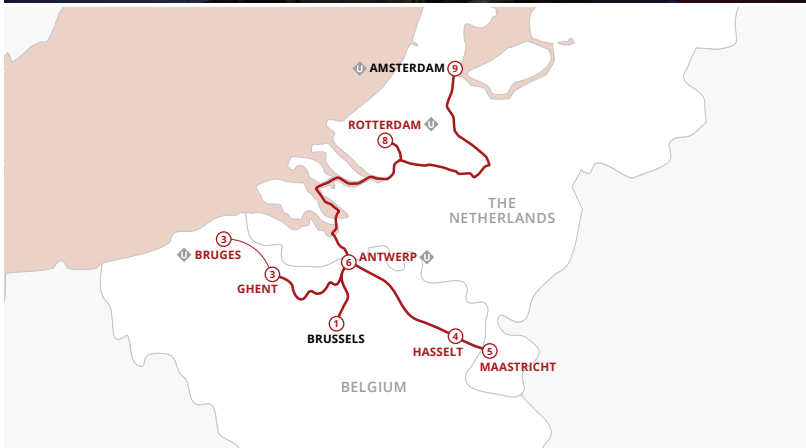 U AMSTERDAM 9
ROTTERDAM U
8
THE
NETHERLANDS
3
U BRUGES
3
GHENT
6 ANTWERP U
1
BRUSSELS
4
HASSELT
5
MAASTRICHT
BELGIUM